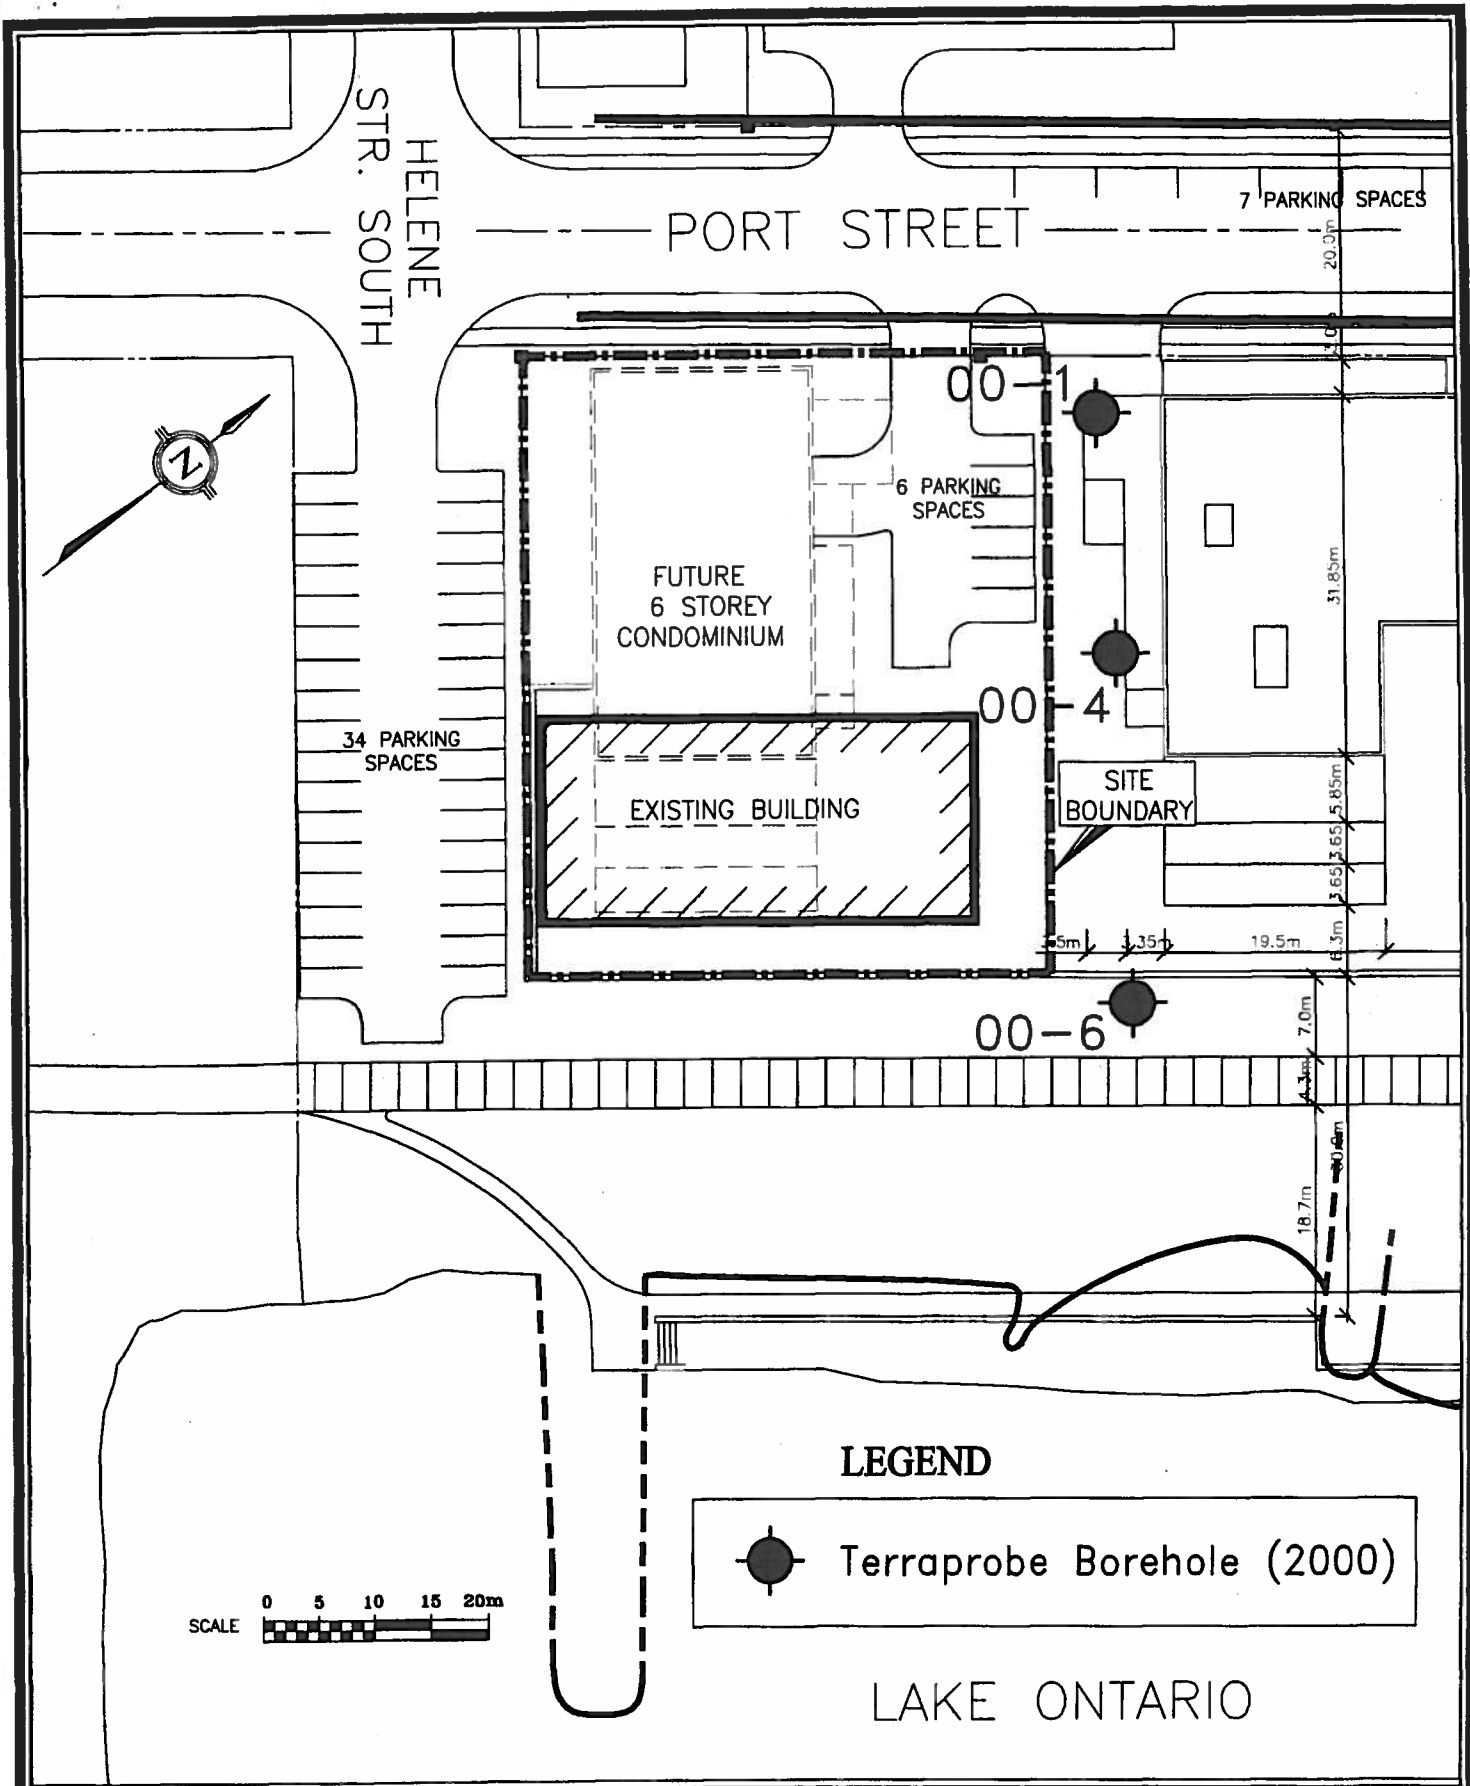 HELENE
STR. SOUTH
PORT STREET
7 PARKING SPACES
20.0m
00-1
N
6 PARKING
SPACES
FUTURE
6 STOREY
CONDOMINIUM
31.85m
00-4
34 PARKING
SPACES
SITE
BOUNDARY
EXISTING BUILDING
5.85m
3.65
3.65
6.3m
19.5m
00-6
7.0m
4.3m
18.7m
LEGEND
Terraprobe Borehole (2000)
SCALE
0 5 10 15 20m
LAKE ONTARIO